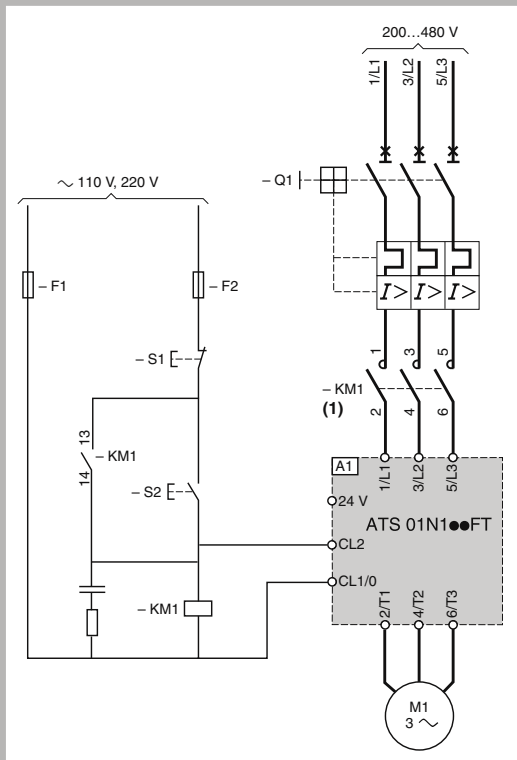 200...480 V
1/L1
3/L2
5/L3
– Q1
I>
I>
I>
∼ 110 V, 220 V
– F1
– F2
– S1
13
14
– KM1
– S2
– KM1
1
3
5
– KM1
(1)
2
4
6
A1
1/L1
3/L2
5/L3
24 V
ATS 01N1●●FT
CL2
CL1/0
2/T1
4/T2
6/T3
M1
3 ∼